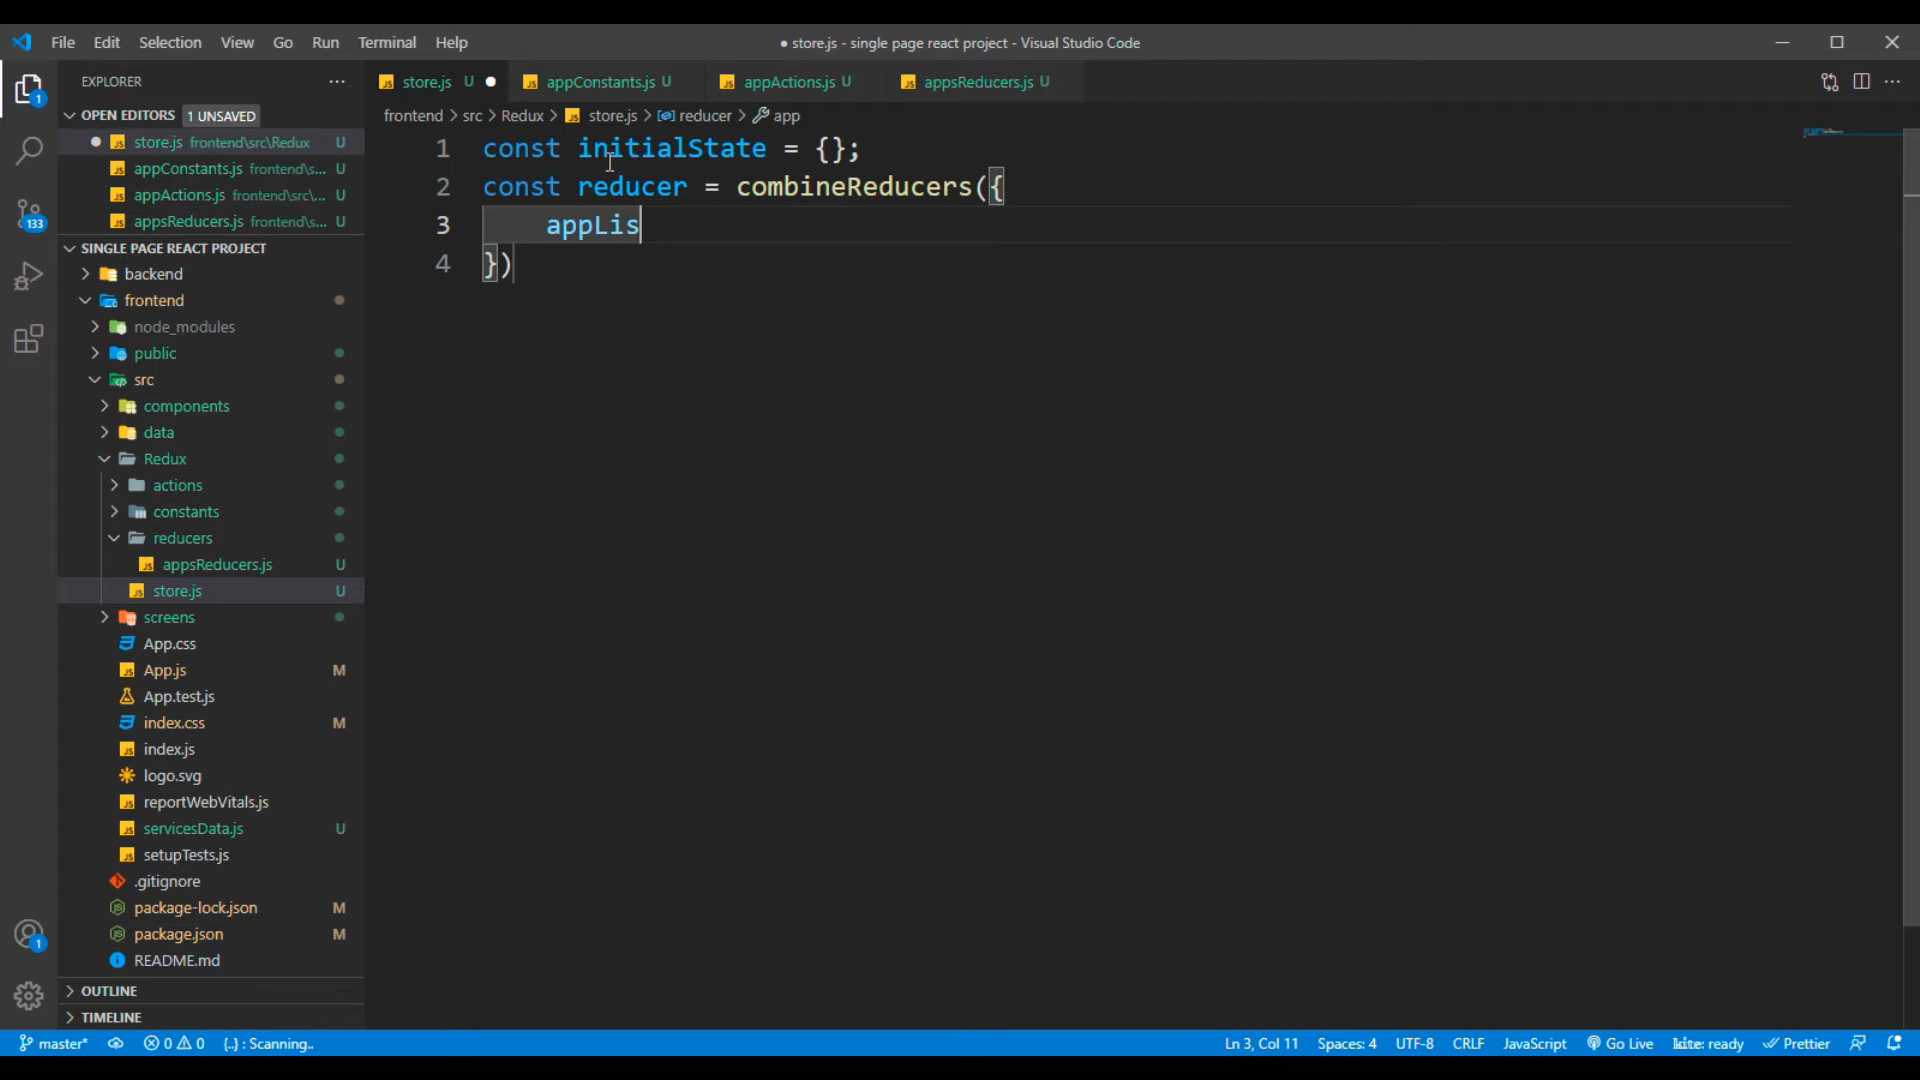 File Edit Selection View Go Run Terminal Help
● store.js - single page react project - Visual Studio Code
EXPLORER
store.js U
appConstants.js U
appActions.js U
appsReducers.js U
OPEN EDITORS 1 UNSAVED
store.js frontend\src\Redux U
appConstants.js frontend\s... U
appActions.js frontend\src\... U
appsReducers.js frontend\s... U
SINGLE PAGE REACT PROJECT
backend
frontend
node_modules
public
src
components
data
Redux
actions
constants
reducers
appsReducers.js U
store.js U
screens
App.css
App.js M
App.test.js
index.css M
index.js
logo.svg
reportWebVitals.js
servicesData.js U
setupTests.js
.gitignore
package-lock.json M
package.json M
README.md
OUTLINE
TIMELINE
frontend > src > Redux > store.js > reducer > app
1 const initialState = {};
2 const reducer = combineReducers({
3 appLis
4 })
1
133
1
master* 0 0 {..} : Scanning..
Ln 3, Col 11 Spaces: 4 UTF-8 CRLF JavaScript Go Live kite: ready Prettier